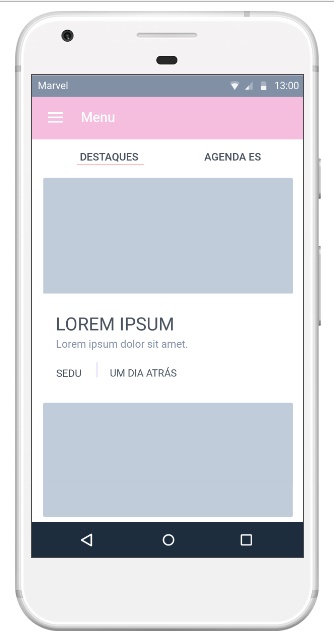 Marvel 13:00
Menu
DESTAQUES AGENDA ES
LOREM IPSUM
Lorem ipsum dolor sit amet.
SEDU UM DIA ATRÁS